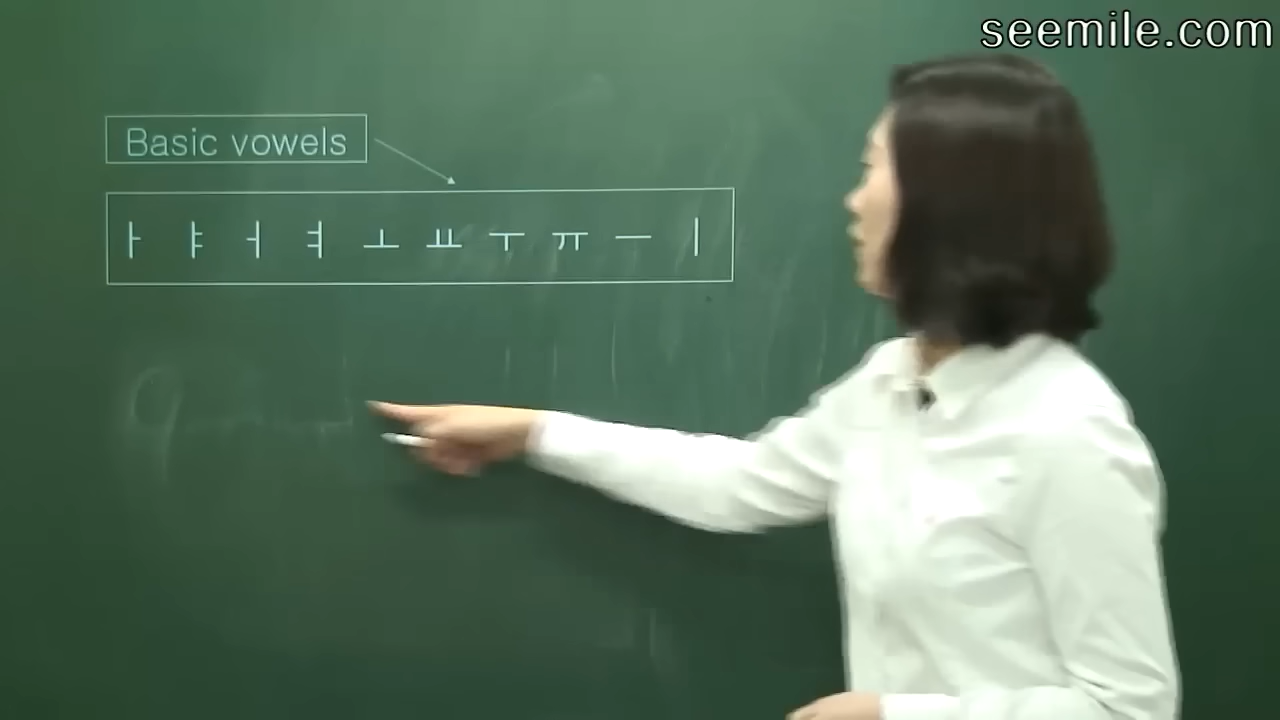 seemile.com
Basic vowels
ㅏ ㅑ ㅓ ㅕ ㅗ ㅛ ㅜ ㅠ ㅡ ㅣ